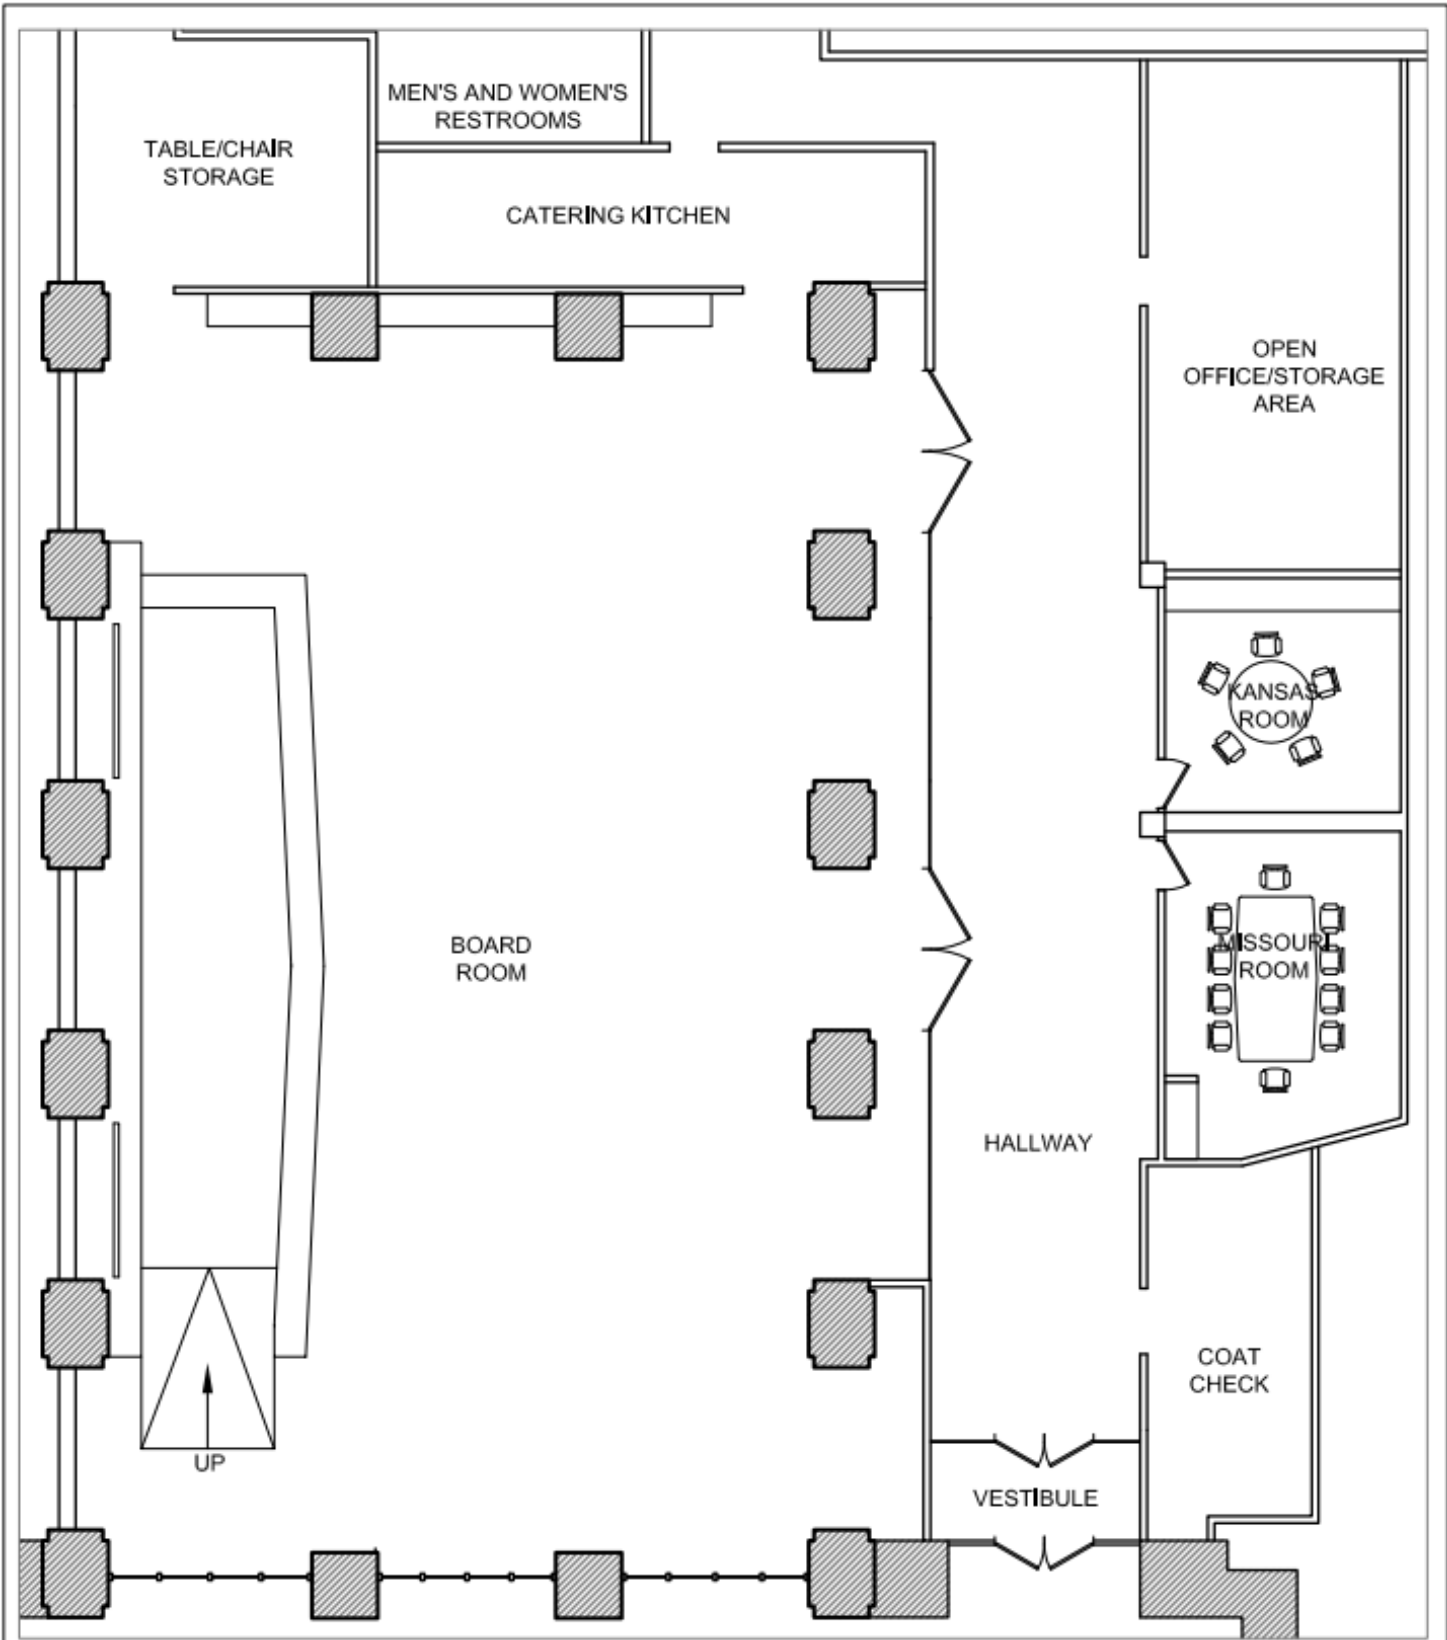 MEN'S AND WOMEN'S
RESTROOMS
TABLE/CHAIR
STORAGE
CATERING KITCHEN
OPEN
OFFICE/STORAGE
AREA
KANSAS
ROOM
BOARD
ROOM
MISSOURI
ROOM
HALLWAY
COAT
CHECK
UP
VESTIBULE